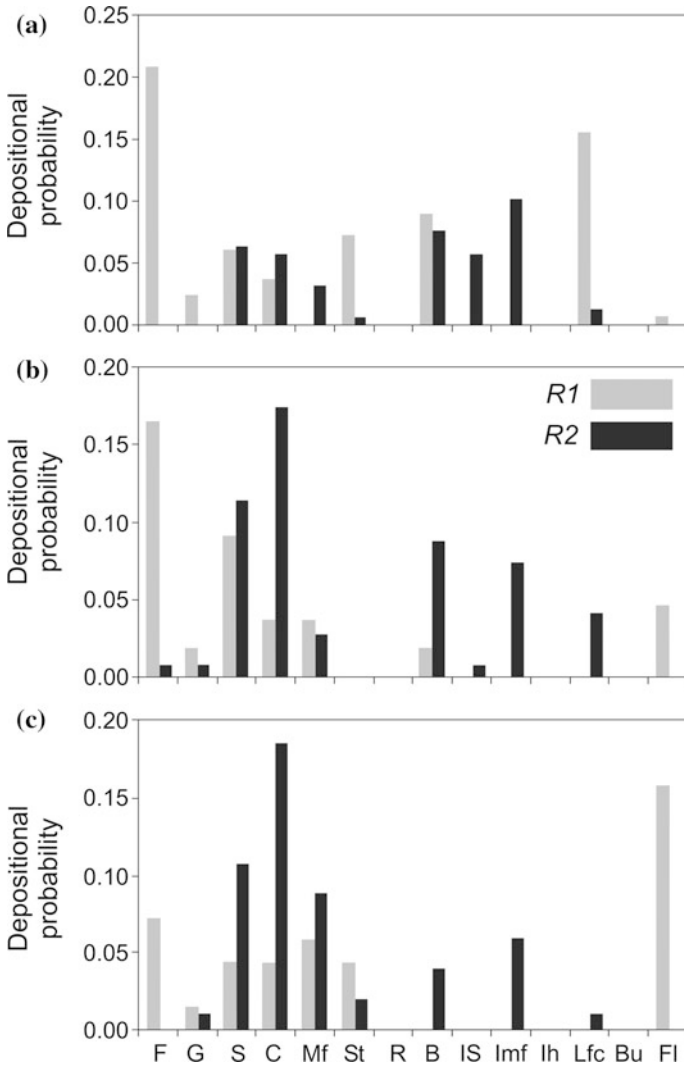 (a)
Depositional
probability
0.25
0.20
0.15
0.10
0.05
0.00
(b)
Depositional
probability
0.20
0.15
0.10
0.05
0.00
R1
R2
(c)
Depositional
probability
0.20
0.15
0.10
0.05
0.00
F G S C Mf St R B IS Imf Ih Lfc Bu Fl